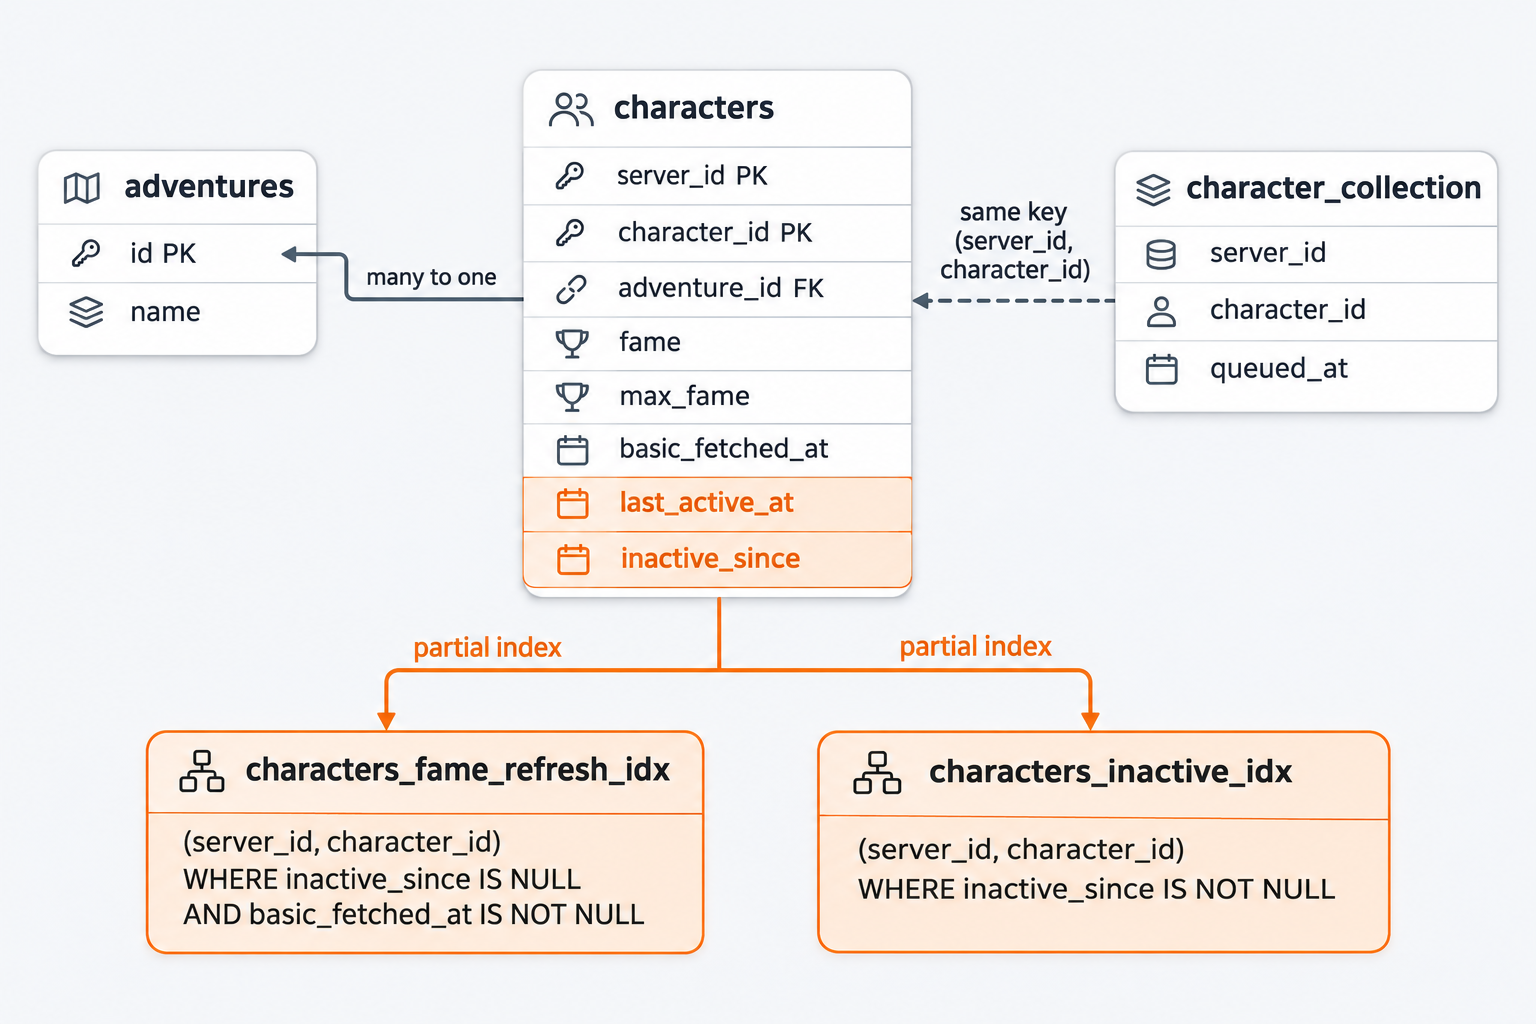 adventures
id PK
name
many to one
characters
server_id PK
character_id PK
adventure_id FK
fame
max_fame
basic_fetched_at
last_active_at
inactive_since
same key
(server_id,
character_id)
character_collection
server_id
character_id
queued_at
partial index
partial index
characters_fame_refresh_idx
(server_id, character_id)
WHERE inactive_since IS NULL
AND basic_fetched_at IS NOT NULL
characters_inactive_idx
(server_id, character_id)
WHERE inactive_since IS NOT NULL